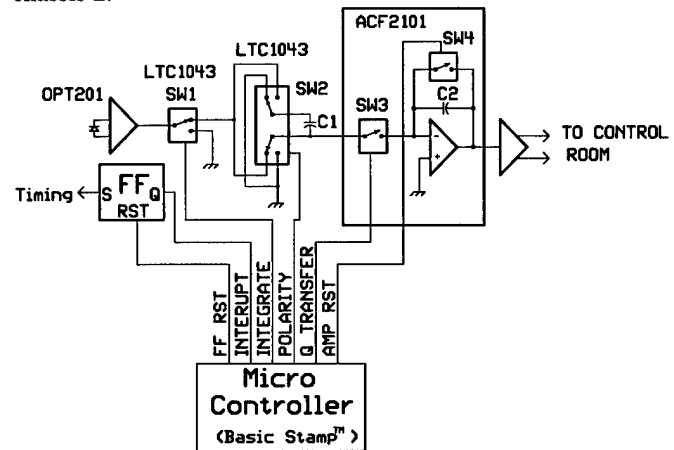 ACF2101
SW4
LTC1043
LTC1043
SW1
SW2
OPT201
C2
SW3
C1
TO CONTROL
ROOM
Timing
S FF Q
RST
FF RST
INTERUPT
INTEGRATE
POLARITY
Q TRANSFER
AMP RST
Micro
Controller
(Basic Stamp™)